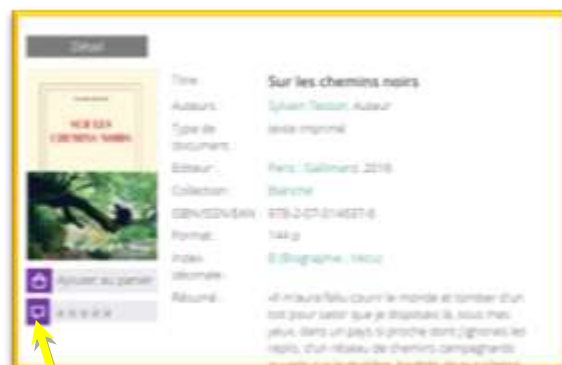 Détail
SUR LES
CHEMINS NOIRS
Titre : Sur les chemins noirs
Auteurs : Sylvain Tesson, Auteur
Type de document : texte imprimé
Editeur : Paris : Gallimard, 2016
Collection : Blanche
ISBN/ISSN/EAN : 978-2-07-014637-6
Format : 144 p
Index. décimale : B (Biographie ; Vécu)
Ajouter au panier
Résumé : «Il m'aura fallu courir le monde et tomber d'un
toit pour saisir que je disposais là, sous mes
yeux, dans un pays si proche dont j'ignorais les
replis, d'un réseau de chemins campagnards